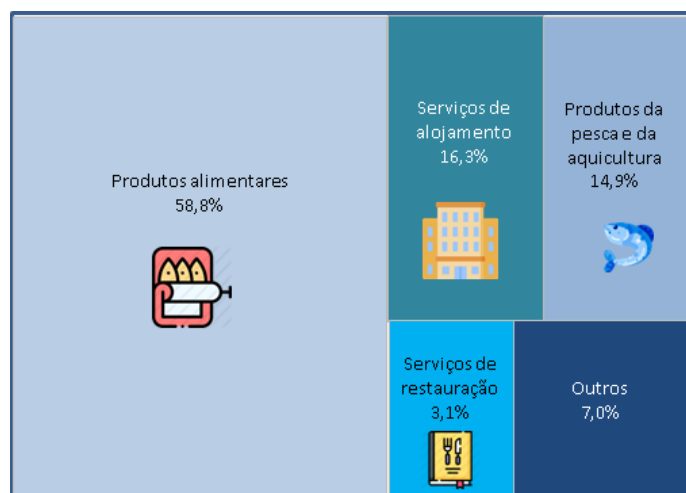 Produtos alimentares
58,8%
Serviços de
alojamento
16,3%
Produtos da
pesca e da
aquicultura
14,9%
Serviços de
restauração
3,1%
Outros
7,0%